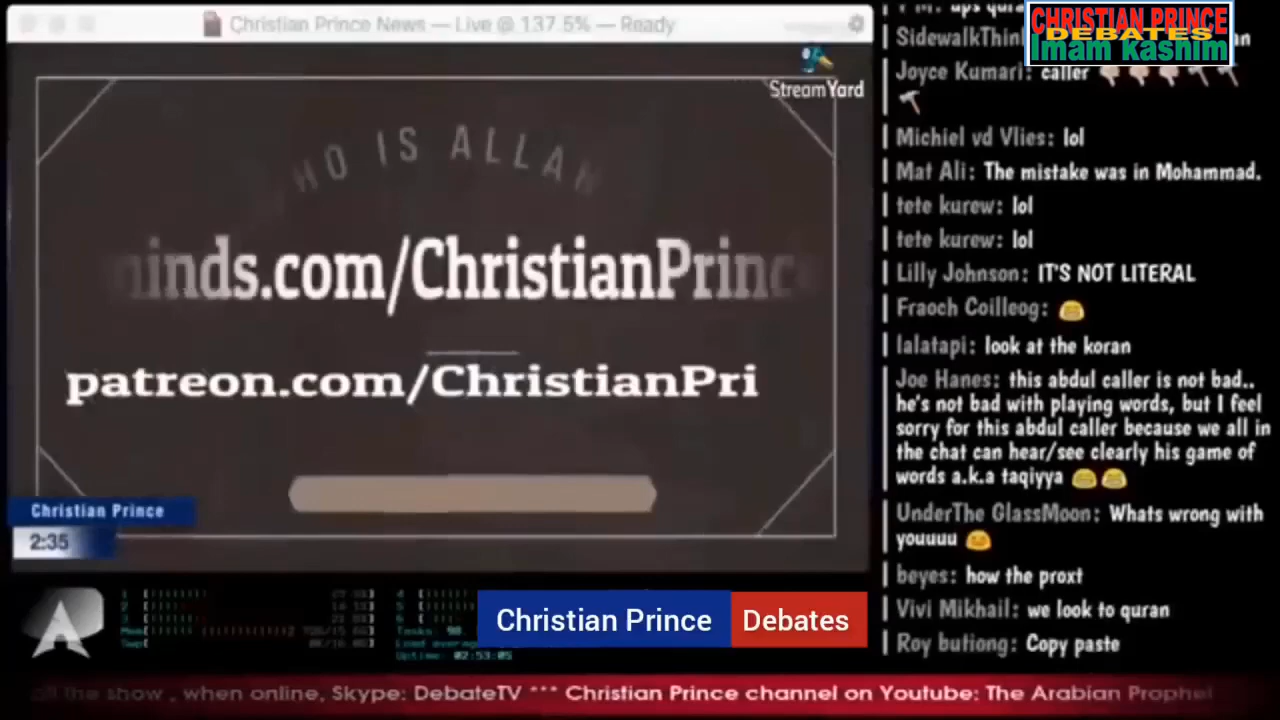 Christian Prince News — Live @ 137.5% — Ready
StreamYard
HO IS ALLAH
minds.com/ChristianPrince
patreon.com/ChristianPri
Christian Prince
2:35
Uptime: 02:53:05
Christian Prince Debates
CHRISTIAN PRINCE
DEBATES
Imam Kashim
Joyce Kumari: caller
Michiel vd Vlies: lol
Mat Ali: The mistake was in Mohammad.
tete kurew: lol
tete kurew: lol
Lilly Johnson: IT'S NOT LITERAL
Fraoch Coilleog: 😂
lalatapi: look at the koran
Joe Hanes: this abdul caller is not bad..
he's not bad with playing words, but I feel
sorry for this abdul caller because we all in
the chat can hear/see clearly his game of
words a.k.a taqiyya 😂 😂
UnderThe GlassMoon: Whats wrong with
youuuu
beyes: how the proxt
Vivi Mikhail: we look to quran
Roy butiong: Copy paste
all the show , when online, Skype: DebateTV *** Christian Prince channel on Youtube: The Arabian Prophet